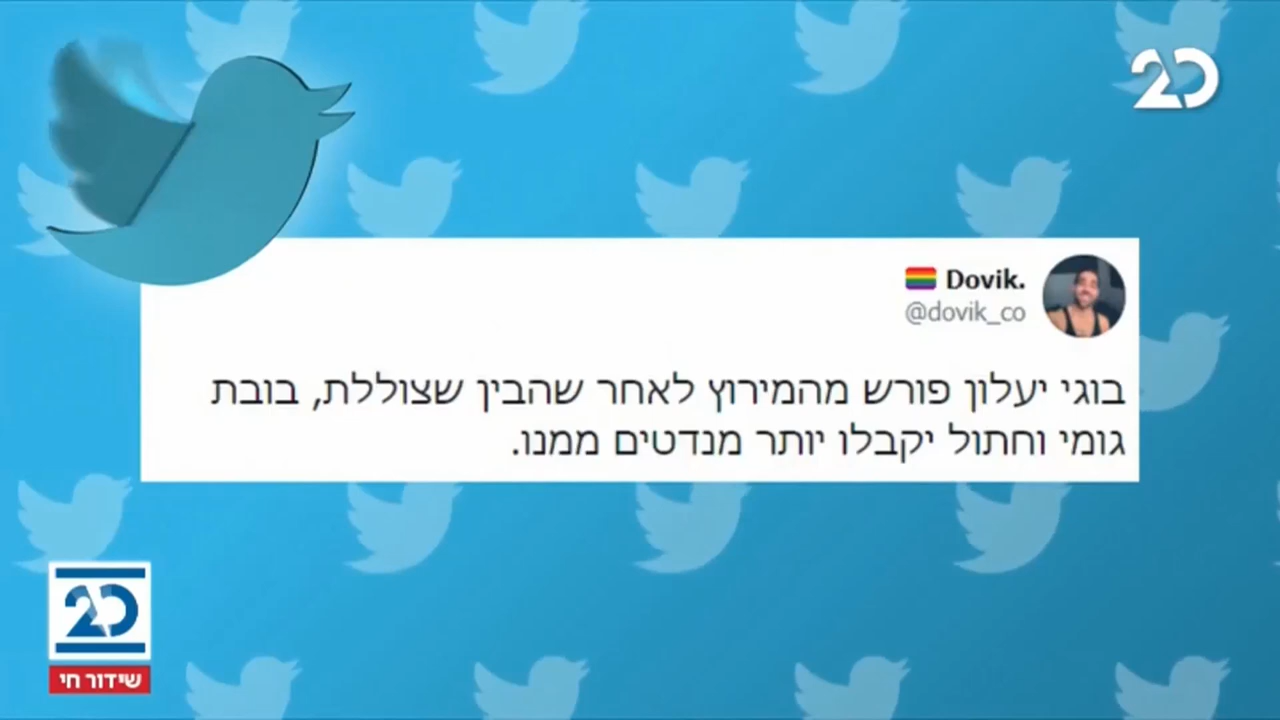 20
Dovik.
@dovik_co
בוגי יעלון פורש מהמירוץ לאחר שהבין שצוללת, בובת
גומי וחתול יקבלו יותר מנדטים ממנו.
20
שידור חי